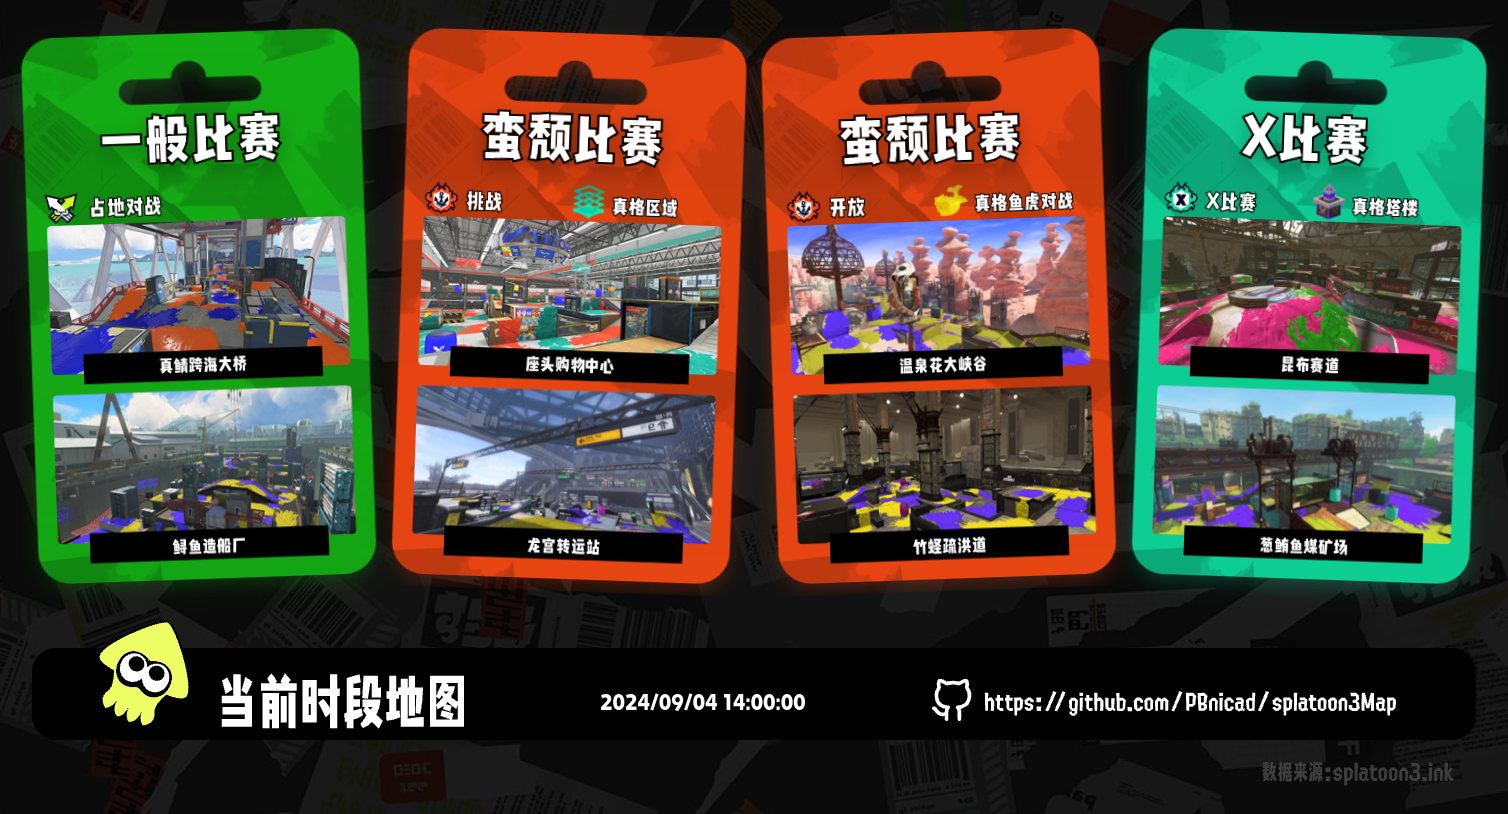 一般比赛
占地对战
真鲷跨海大桥
鲟鱼造船厂
蛮颓比赛
挑战
真格区域
座头购物中心
龙宫转运站
蛮颓比赛
开放
真格鱼虎对战
温泉花大峡谷
竹蛏疏洪道
X比赛
X比赛
真格塔楼
昆布赛道
葱鲔鱼煤矿场
当前时段地图
2024/09/04 14:00:00
https://github.com/PBnicad/splatoon3Map
数据来源:splatoon3.ink